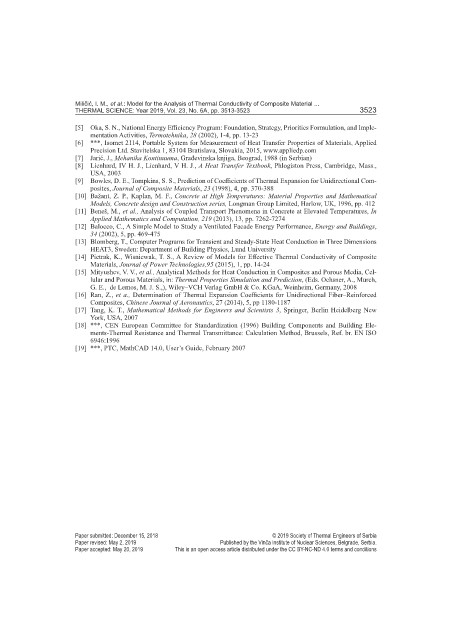 Miličić, I. M., et al.: Model for the Analysis of Thermal Conductivity of Composite Material ...
THERMAL SCIENCE: Year 2019, Vol. 23, No. 6A, pp. 3513-3523 3523
[5] Oka, S. N., National Energy Efficiency Program: Foundation, Strategy, Priorities Formulation, and Imple-
mentation Activities, Termotehnika, 28 (2002), 1-4, pp. 13-23
[6] ***, Isomet 2114, Portable System for Measurement of Heat Transfer Properties of Materials, Applied
Precision Ltd. Stavitelska 1, 83104 Bratislava, Slovakia, 2015, www.appliedp.com
[7] Jarić, J., Mehanika Kontinuuma, Građevinska knjiga, Beograd, 1988 (in Serbian)
[8] Lienhard, IV H. J., Lienhard, V H. J., A Heat Transfer Textbook, Phlogiston Press, Cambridge, Mass.,
USA, 2003
[9] Bowles, D. E., Tompkins, S. S., Prediction of Coefficients of Thermal Expansion for Unidirectional Com-
posites, Journal of Composite Materials, 23 (1998), 4, pp. 370-388
[10] Bažant, Z. P., Kaplan, M. F., Concrete at High Temperatures: Material Properties and Mathematical
Models, Concrete design and Construction series, Longman Group Limited, Harlow, UK, 1996, pp. 412
[11] Beneš, M., et al., Analysis of Coupled Transport Phenomena in Concrete at Elevated Temperatures, In
Applied Mathematics and Computation, 219 (2013), 13, pp. 7262-7274
[12] Balocco, C., A Simple Model to Study a Ventilated Facade Energy Performance, Energy and Buildings,
34 (2002), 5, pp. 469-475
[13] Blomberg, T., Computer Programs for Transient and Steady-State Heat Conduction in Three Dimensions
HEAT3, Sweden: Department of Building Physics, Lund University
[14] Pietrak, K., Wisniewak, T. S., A Review of Models for Effective Thermal Conductivity of Composite
Materials, Journal of Power Technologies,95 (2015), 1, pp. 14-24
[15] Mityushev, V. V., et al., Analytical Methods for Heat Conduction in Composites and Porous Media, Cel-
lular and Porous Materials, in: Thermal Properties Simulation and Prediction, (Eds. Ochsner, A., Murch,
G. E., de Lemos, M. J. S.,), Wiley–VCH Verlag GmbH & Co. KGaA, Weinheim, Germany, 2008
[16] Ran, Z., et al., Determination of Thermal Expansion Coefficients for Unidirectional Fiber–Reinforced
Composites, Chinese Journal of Aeronautics, 27 (2014), 5, pp 1180-1187
[17] Tang, K. T., Mathematical Methods for Engineers and Scientists 3, Springer, Berlin Heidelberg New
York, USA, 2007
[18] ***, CEN European Committee for Standardization (1996) Building Components and Building Ele-
ments-Thermal Resistance and Thermal Transmittance: Calculation Method, Brussels, Ref. br. EN ISO
6946:1996
[19] ***, PTC, MathCAD 14.0, User’s Guide, February 2007
Paper submitted: December 15, 2018 © 2019 Society of Thermal Engineers of Serbia
Paper revised: May 2, 2019 Published by the Vinča Institute of Nuclear Sciences, Belgrade, Serbia.
Paper accepted: May 20, 2019 This is an open access article distributed under the CC BY-NC-ND 4.0 terms and conditions